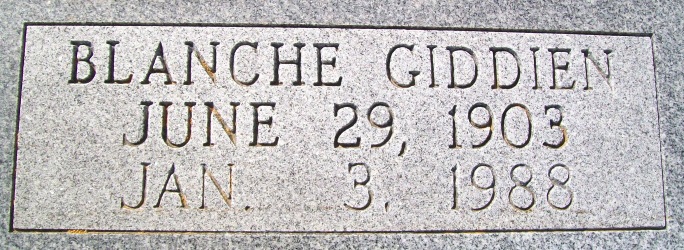 BLANCHE GIDDIEN
JUNE 29, 1903
JAN. 3, 1988